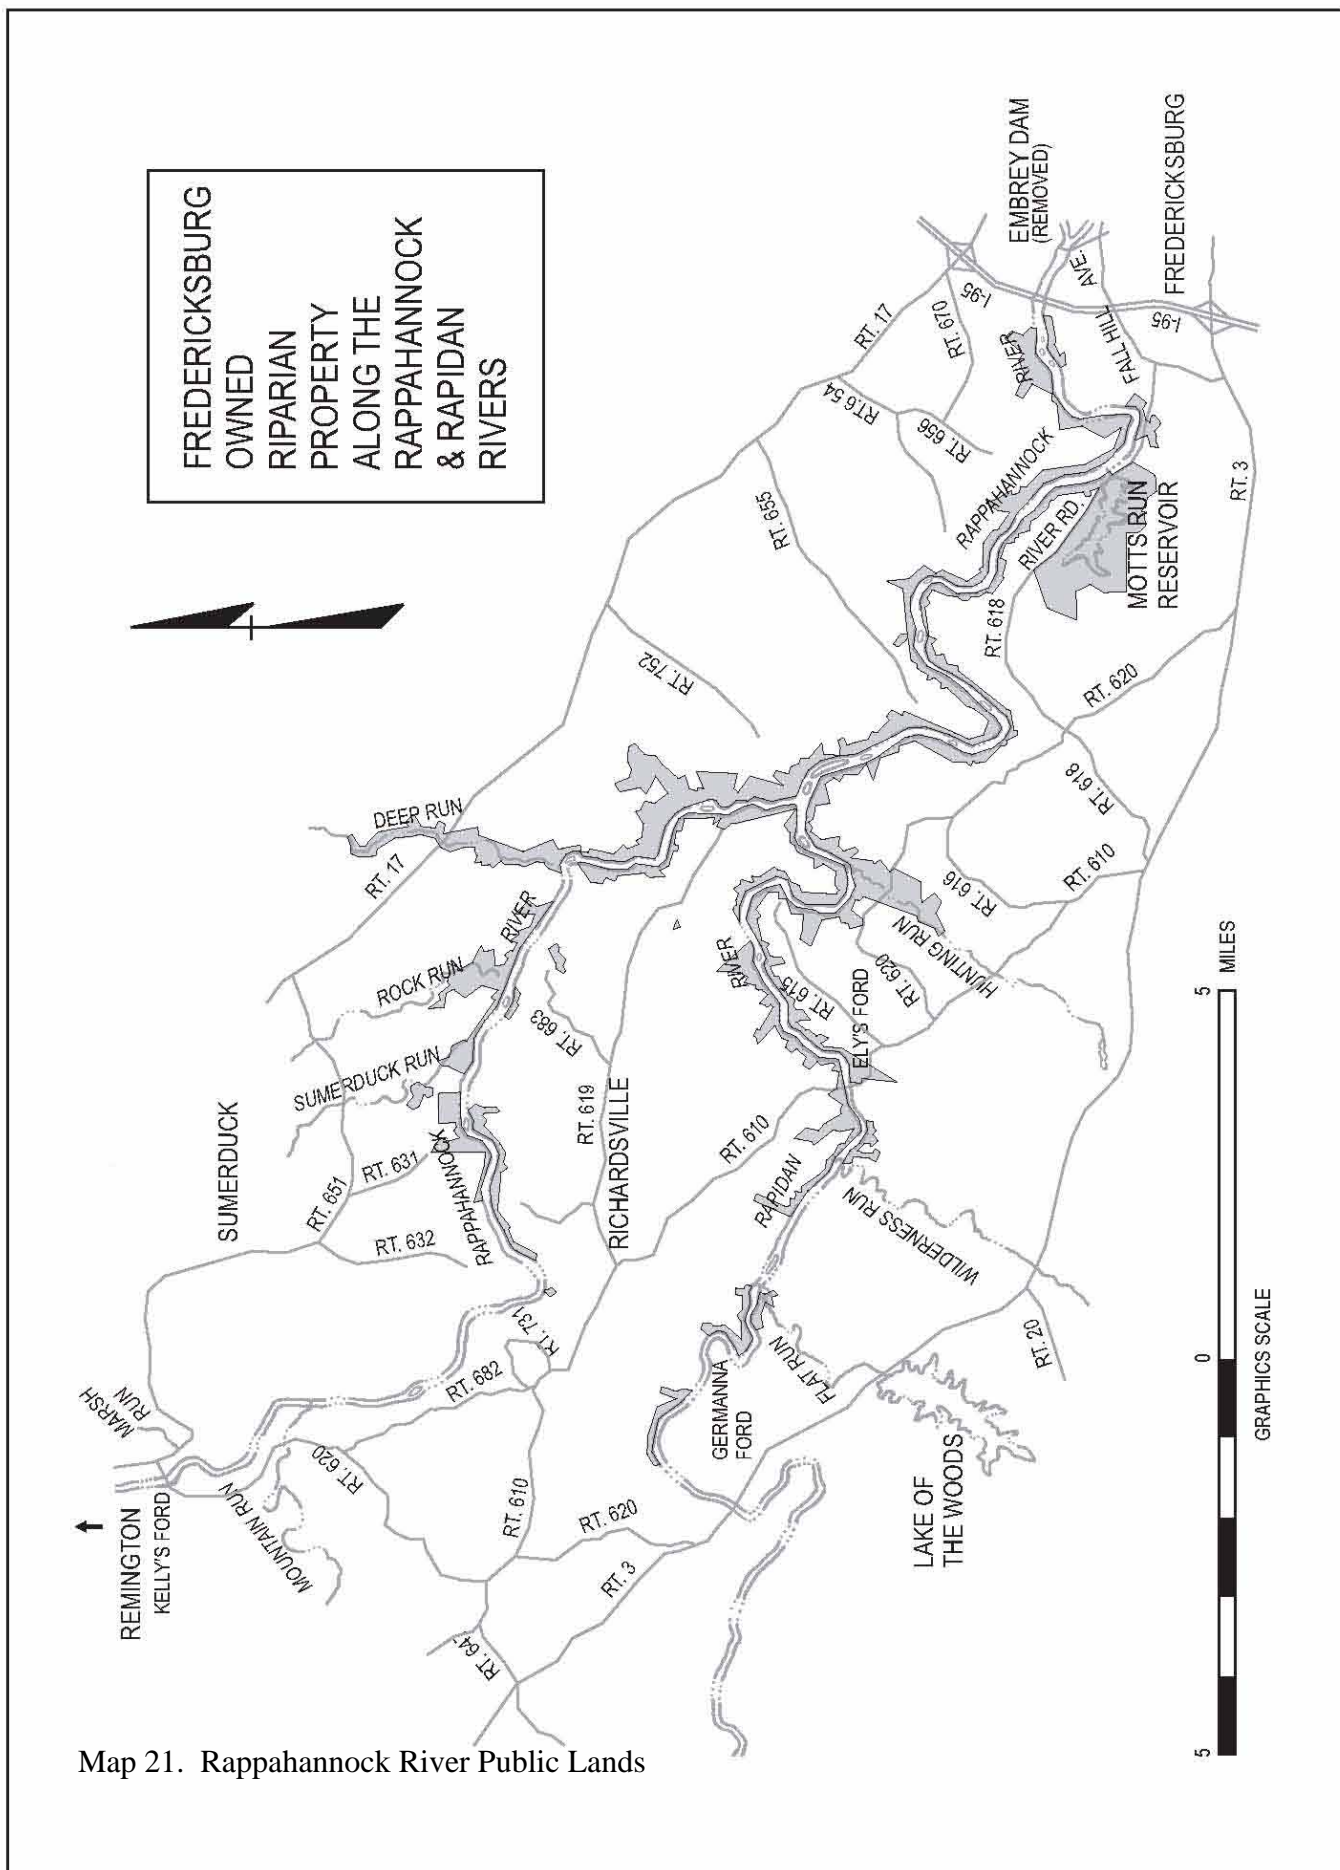 FREDERICKSBURG
OWNED
RIPARIAN
PROPERTY
ALONG THE
RAPPAHANNOCK
& RAPIDAN
RIVERS
REMINGTON
KELLY'S FORD
MARSH
RUN
MOUNTAIN RUN
RT. 620
RT. 682
RT. 731
RT. 610
RT. 620
RT. 3
RT. 64
SUMERDUCK
RT. 651
RT. 631
RT. 632
SUMERDUCK RUN
ROCK RUN
RAPPAHANNOCK
RIVER
DEEP RUN
RT. 17
RT. 683
RT. 619
RICHARDSVILLE
RT. 610
RT. 752
RT. 655
RT. 654
RT. 656
RT. 17
RT. 670
I-95
EMBREY DAM
(REMOVED)
FALL HILL
AVE.
FREDERICKSBURG
I-95
RAPPAHANNOCK
RIVER
RIVER RD.
MOTTS RUN
RESERVOIR
RT. 3
RT. 618
RT. 620
RT. 618
RT. 610
RT. 616
HUNTING RUN
RT. 620
RT. 615
ELY'S FORD
RAPIDAN
RIVER
WILDERNESS RUN
FLAT RUN
GERMANNA
FORD
RT. 20
LAKE OF
THE WOODS
5
0
5
MILES
GRAPHICS SCALE
Map 21. Rappahannock River Public Lands